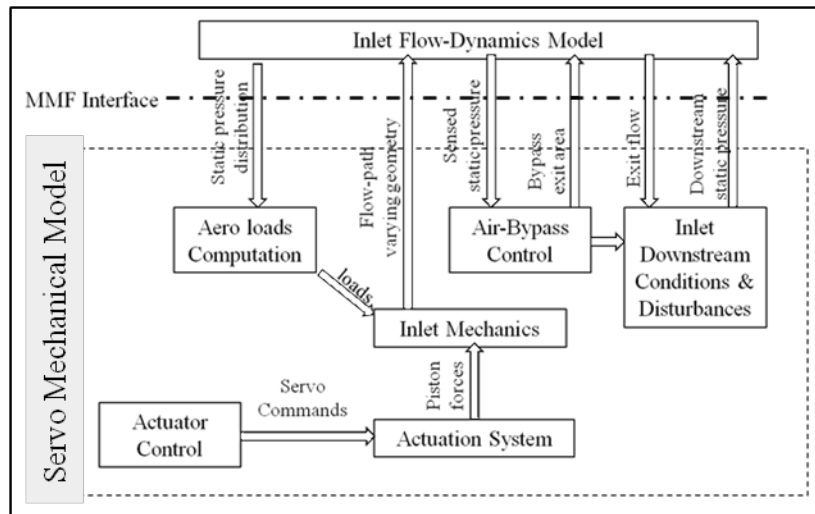 Inlet Flow-Dynamics Model
MMF Interface
Static pressure
distribution
Flow-path
varying geometry
Sensed
static pressure
Bypass
exit area
Exit flow
Downstream
static pressure
Servo Mechanical Model
Aero loads
Computation
Air-Bypass
Control
Inlet
Downstream
Conditions &
Disturbances
loads
Inlet Mechanics
Servo
Commands
Piston
forces
Actuator
Control
Actuation System